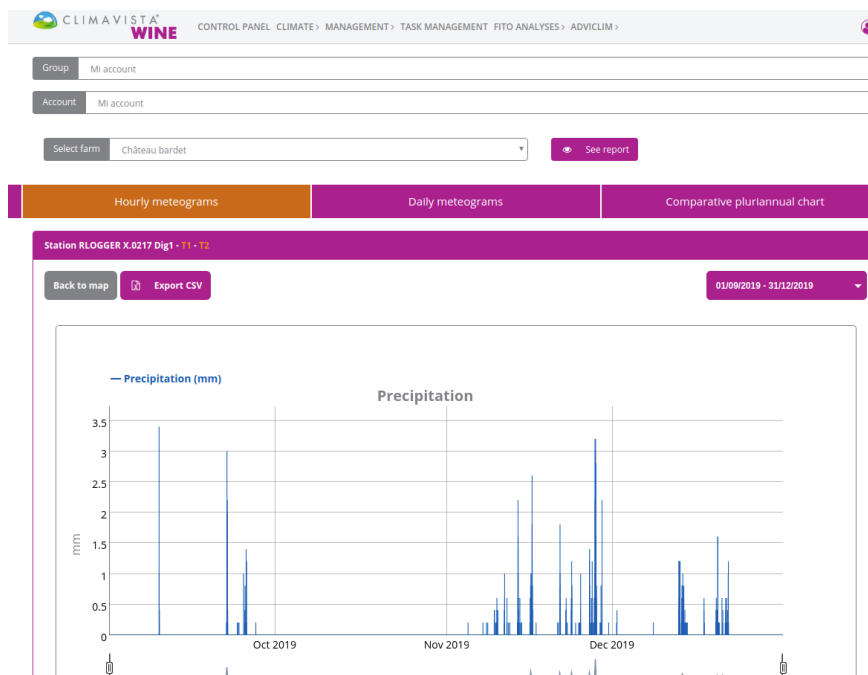 CLIMAVISTA
WINE
CONTROL PANEL CLIMATE > MANAGEMENT > TASK MANAGEMENT FITO ANALYSES > ADVICLIM >
Group Mi account
Account Mi account
Select farm Château bardet See report
Hourly meteograms Daily meteograms Comparative pluriannual chart
Station RLOGGER X.0217 Dig1 - T1 - T2
Back to map Export CSV 01/09/2019 - 31/12/2019
Precipitation (mm)
Precipitation
3.5
3
2.5
2
mm
1.5
1
0.5
0
Oct 2019 Nov 2019 Dec 2019